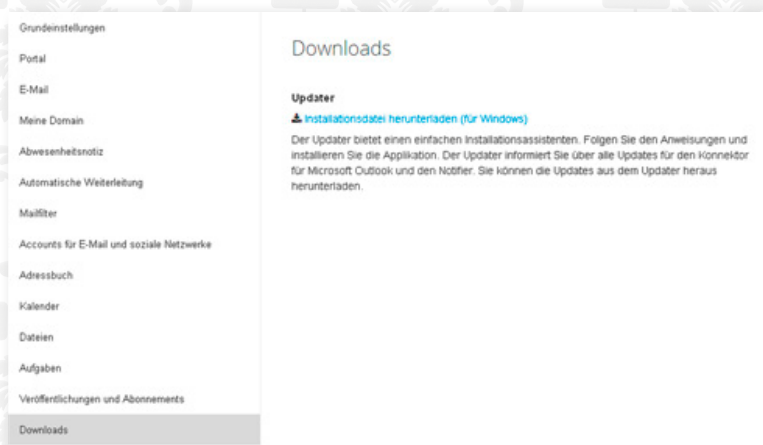 Grundeinstellungen
Portal
E-Mail
Meine Domain
Abwesenheitsnotiz
Automatische Weiterleitung
Mailfilter
Accounts für E-Mail und soziale Netzwerke
Adressbuch
Kalender
Dateien
Aufgaben
Veröffentlichungen und Abonnements
Downloads
Downloads
Updater
Installationsdatei herunterladen (für Windows)
Der Updater bietet einen einfachen Installationsassistenten. Folgen Sie den Anweisungen und
installieren Sie die Applikation. Der Updater informiert Sie über alle Updates für den Konnektor
für Microsoft Outlook und den Notifier. Sie können die Updates aus dem Updater heraus
herunterladen.